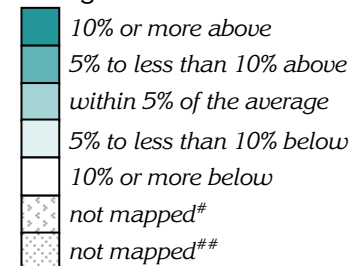 10% or more above
5% to less than 10% above
within 5% of the average
5% to less than 10% below
10% or more below
not mapped#
not mapped##